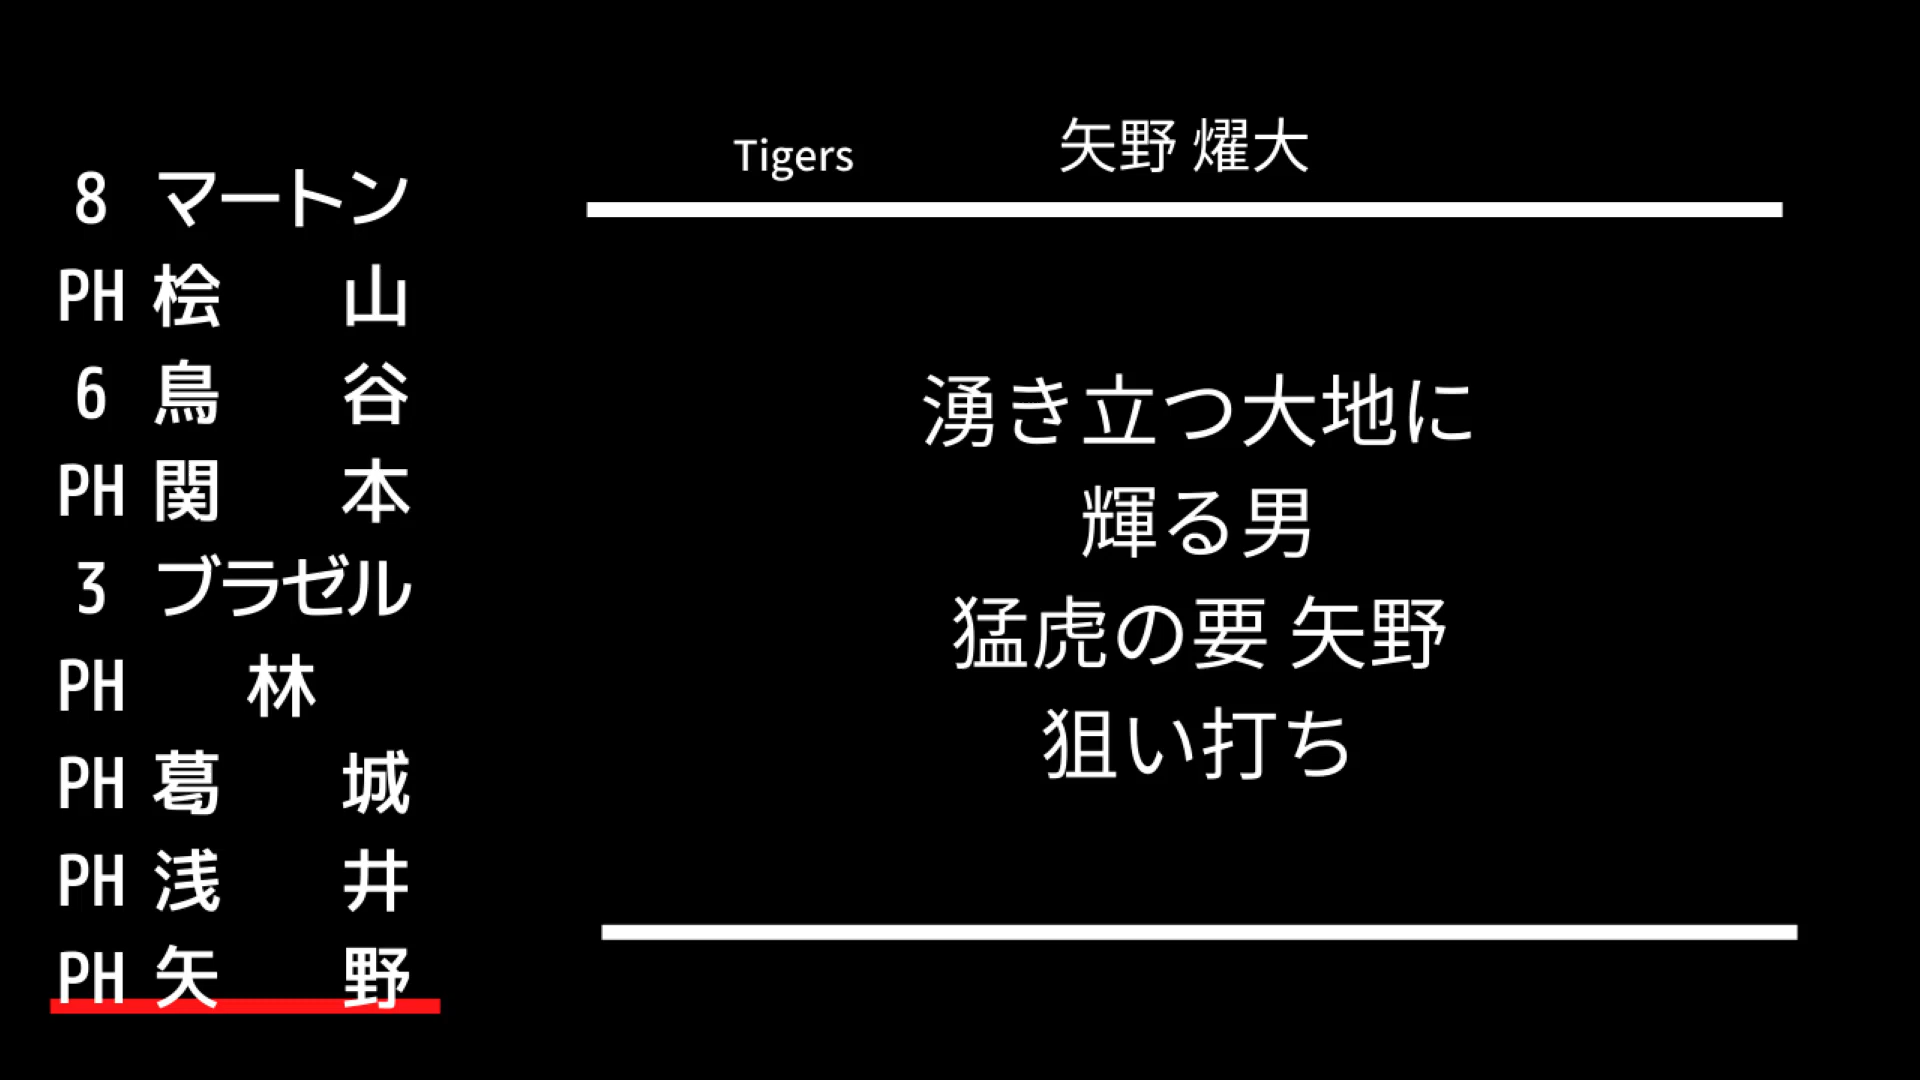 8 マートン
PH 桧 山
6 鳥 谷
PH 関 本
3 ブラゼル
PH 林
PH 葛 城
PH 浅 井
PH 矢 野
Tigers 矢野 燿大
湧き立つ大地に
輝る男
猛虎の要 矢野
狙い打ち